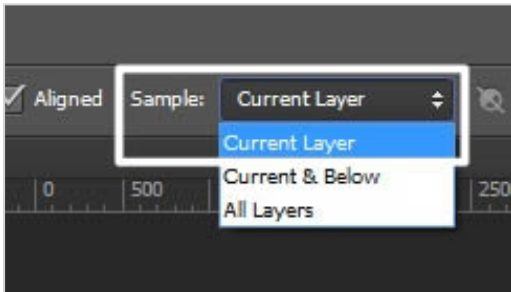 Aligned Sample: Current Layer
Current Layer
Current & Below
All Layers
0 500 250